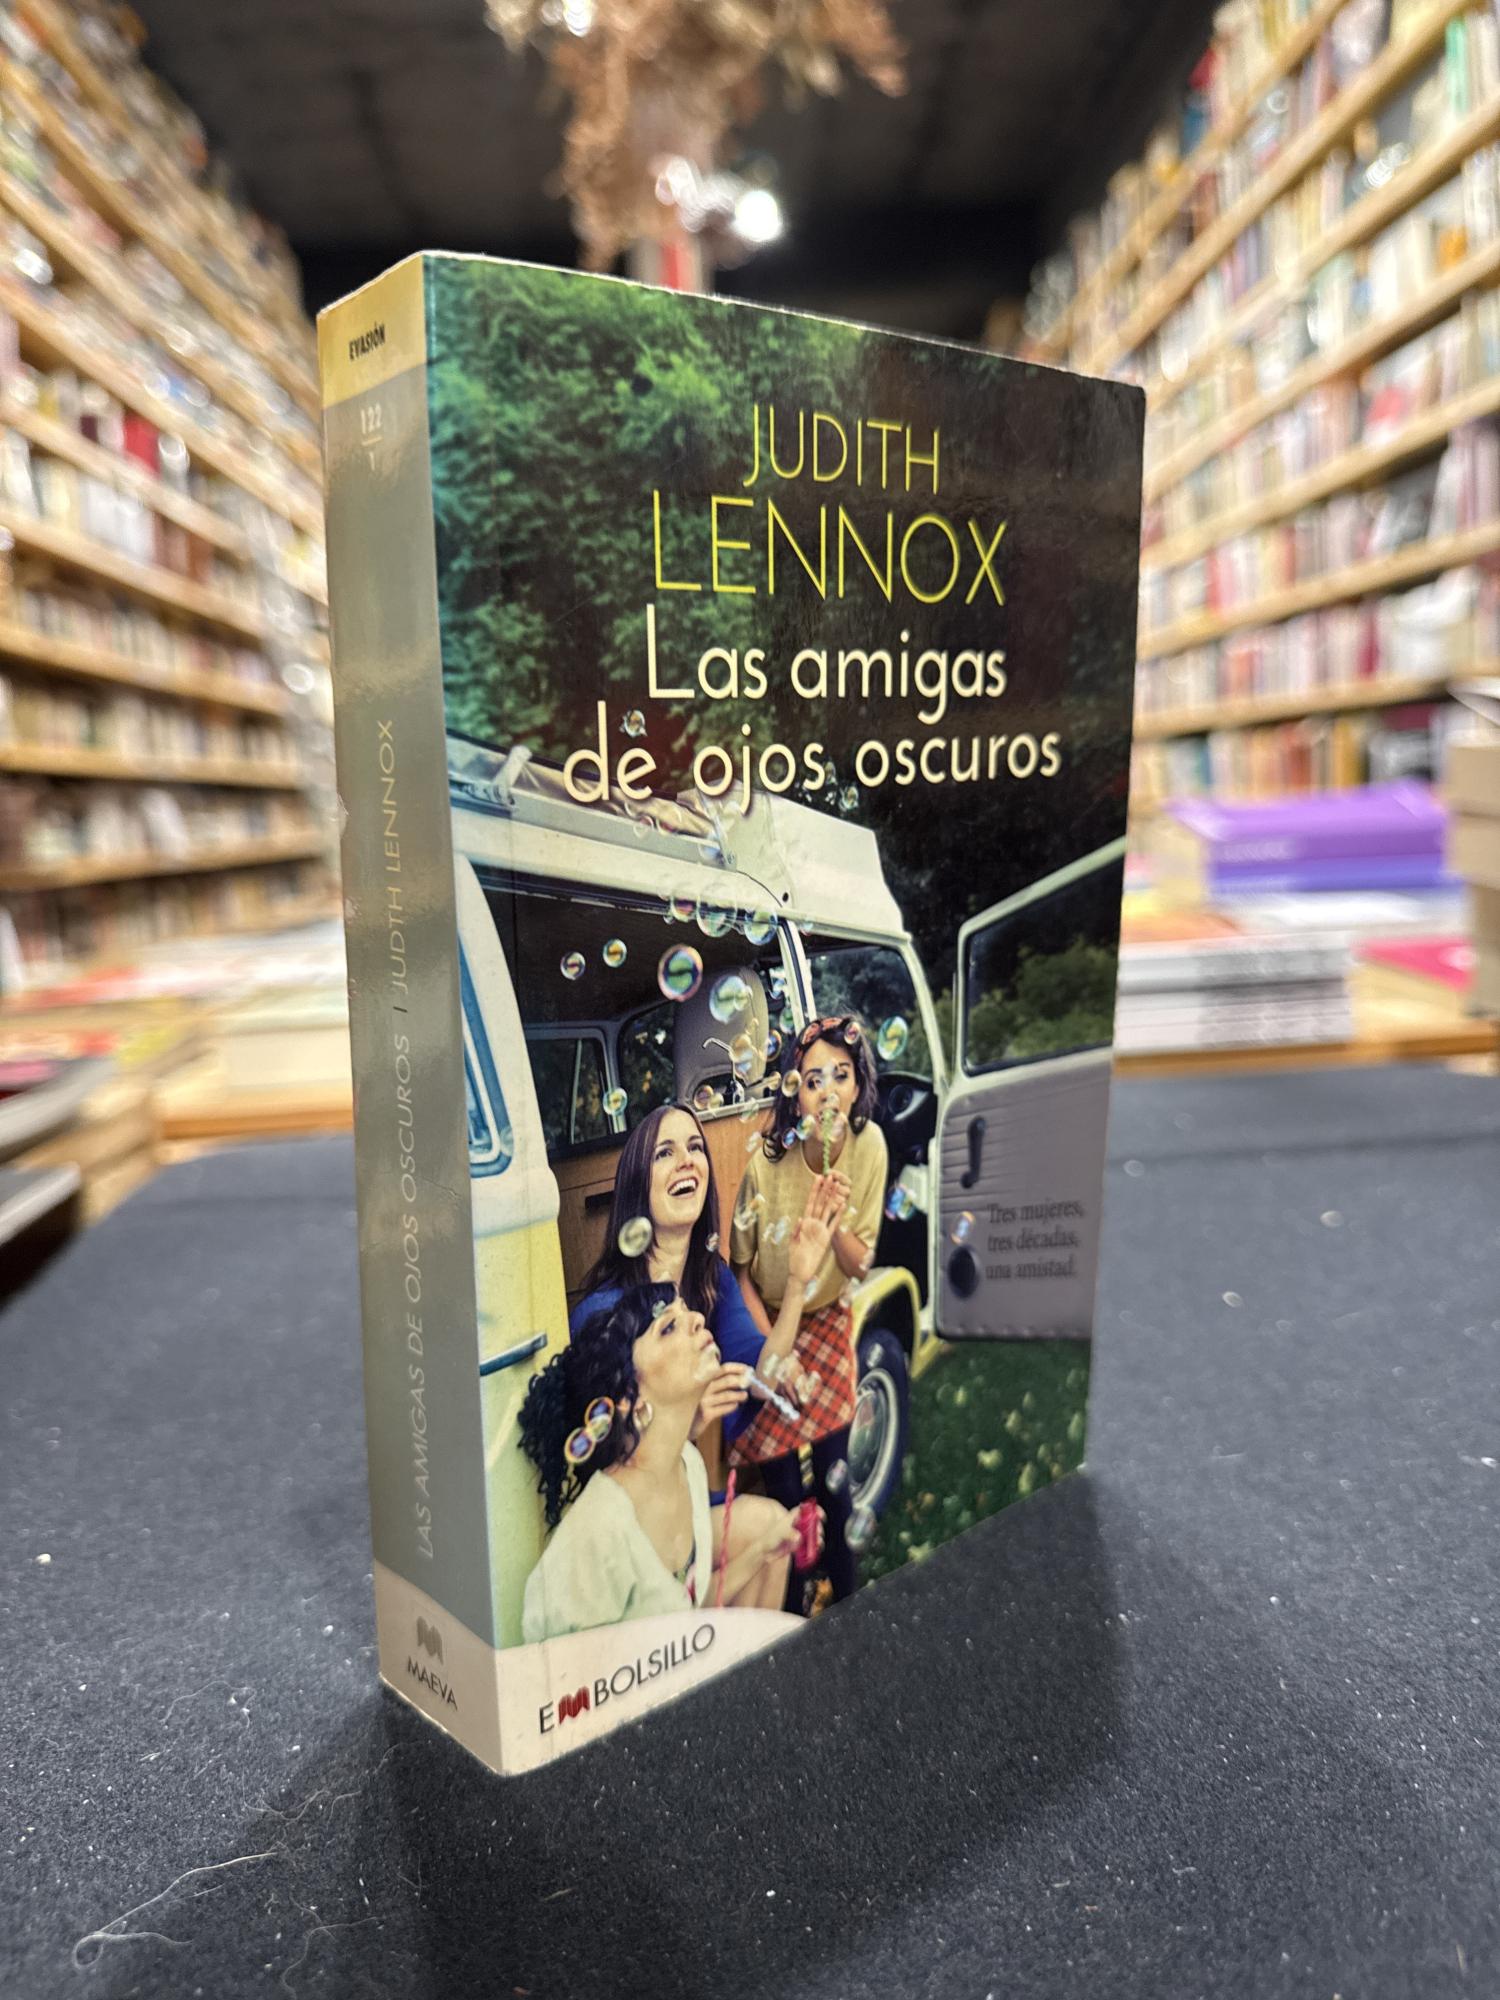 EVASIÓN
122
1
LAS AMIGAS DE OJOS OSCUROS | JUDITH LENNOX
MAEVA
JUDITH
LENNOX
Las amigas
de ojos oscuros
Tres mujeres,
tres décadas,
una amistad.
EMBOLSILLO